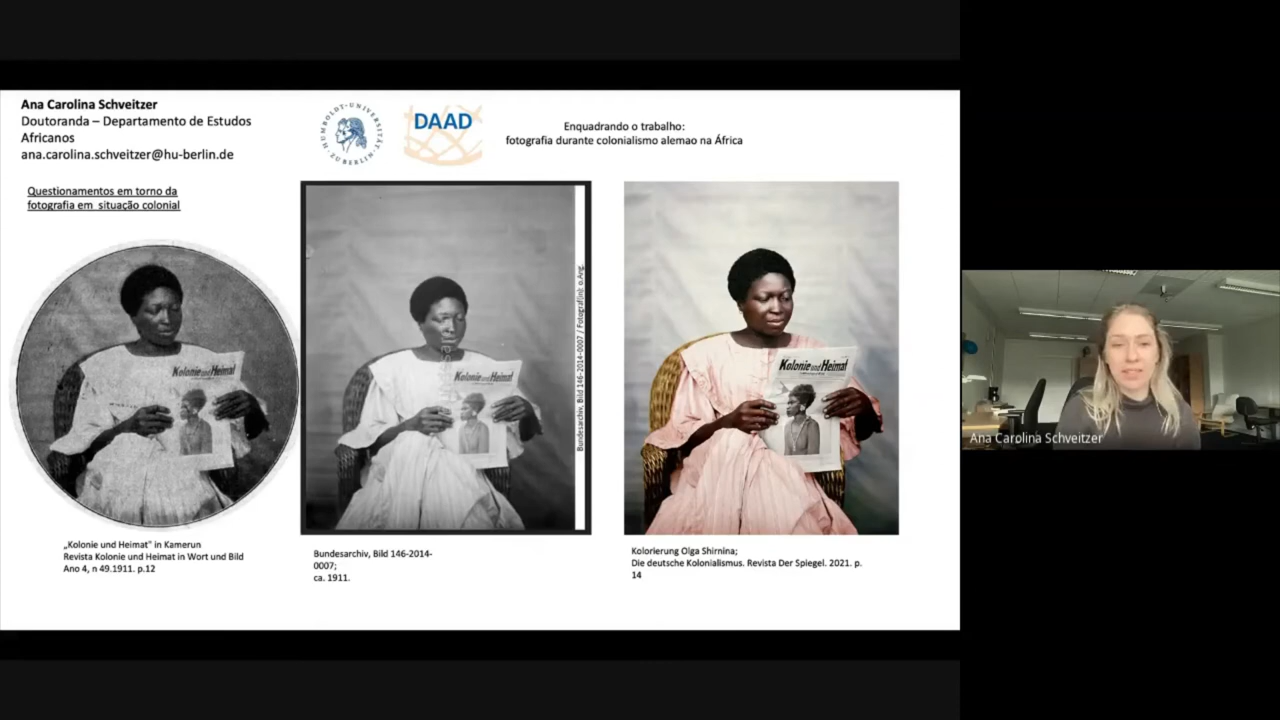 Ana Carolina Schveitzer
Doutoranda – Departamento de Estudos
Africanos
ana.carolina.schveitzer@hu-berlin.de
HUMBOLDT-UNIVERSITÄT
ZU BERLIN
DAAD
Enquadrando o trabalho:
fotografia durante colonialismo alemao na África
Questionamentos em torno da
fotografia em situação colonial
Kolonie und Heimat
Kolonie und Heimat
Bundesarchiv, Bild 146-2014-0007 / Fotograf(in): o.Ang.
Kolonie und Heimat
„Kolonie und Heimat" in Kamerun
Revista Kolonie und Heimat in Wort und Bild
Ano 4, n 49.1911. p.12
Bundesarchiv, Bild 146-2014-
0007;
ca. 1911.
Kolorierung Olga Shirnina;
Die deutsche Kolonialismus. Revista Der Spiegel. 2021. p.
14
Ana Carolina Schveitzer